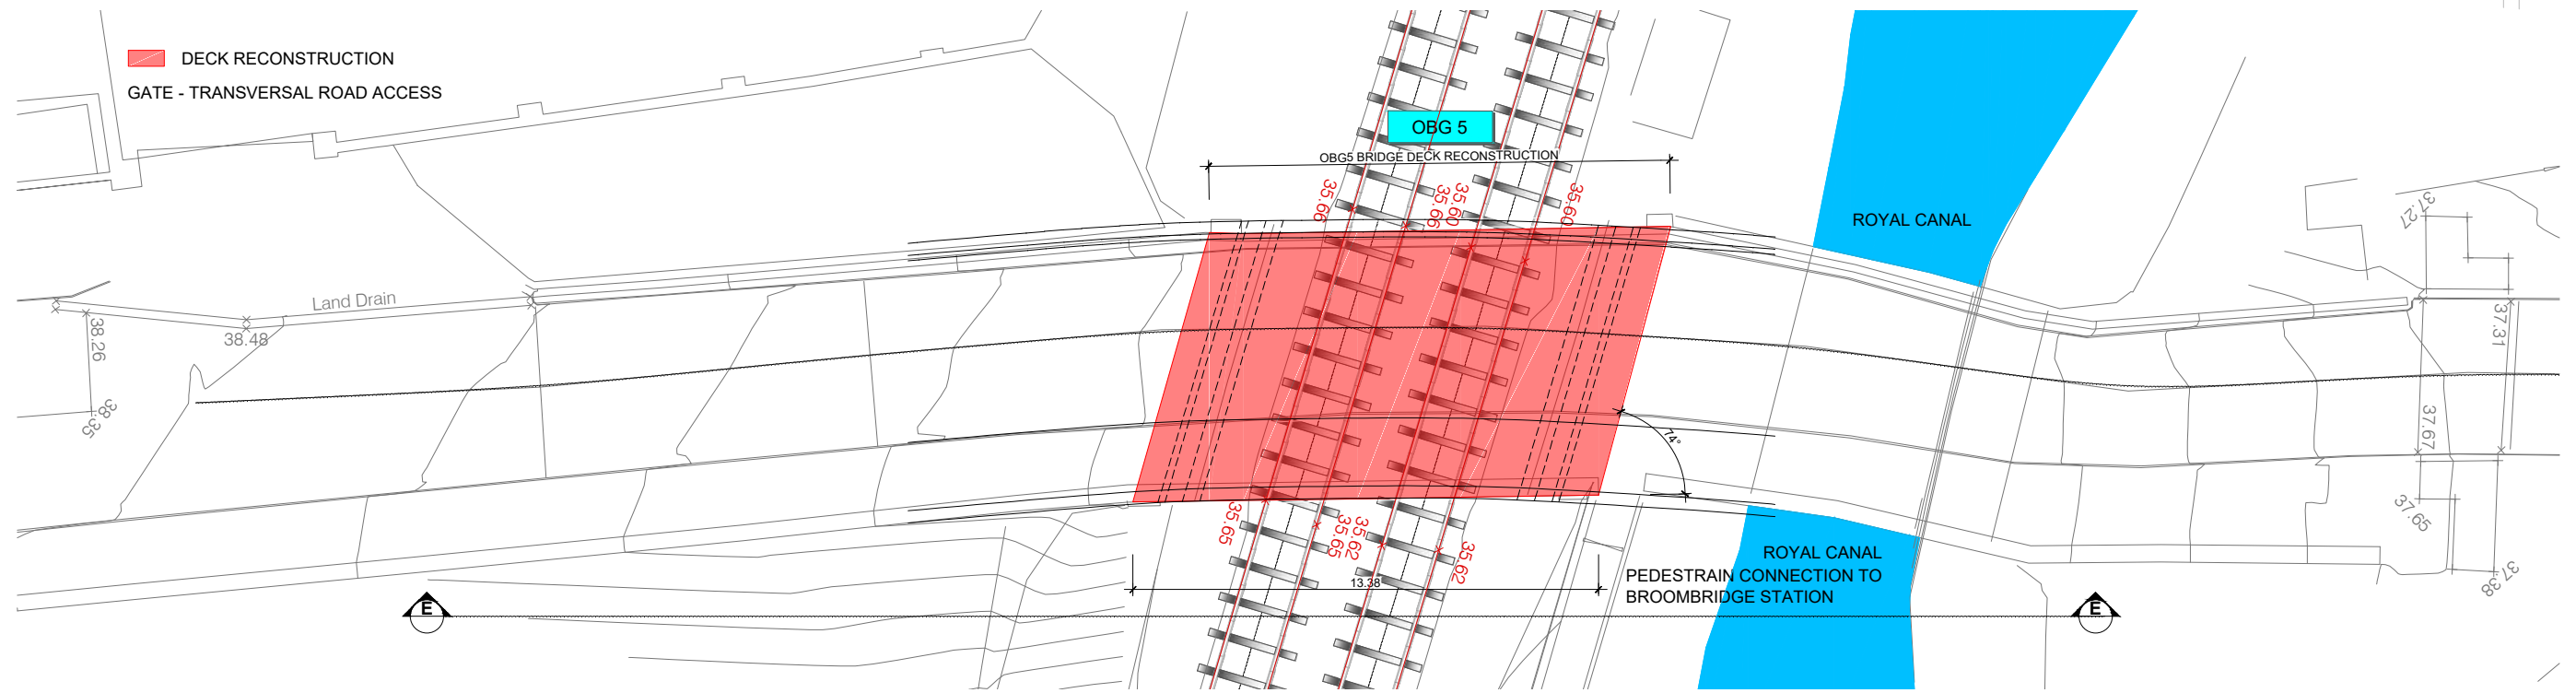 DECK RECONSTRUCTION
GATE - TRANSVERSAL ROAD ACCESS
OBG 5
OBG5 BRIDGE DECK RECONSTRUCTION
35.66
35.66
35.60
35.60
ROYAL CANAL
37.27
Land Drain
38.26
38.48
38.35
37.31
37.67
74°
37.65
37.38
35.65
35.65
35.62
35.62
13.38
ROYAL CANAL
PEDESTRAIN CONNECTION TO
BROOMBRIDGE STATION
E
E